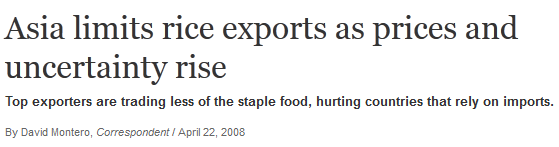 Asia limits rice exports as prices and
uncertainty rise
Top exporters are trading less of the staple food, hurting countries that rely on imports.
By David Montero, Correspondent / April 22, 2008